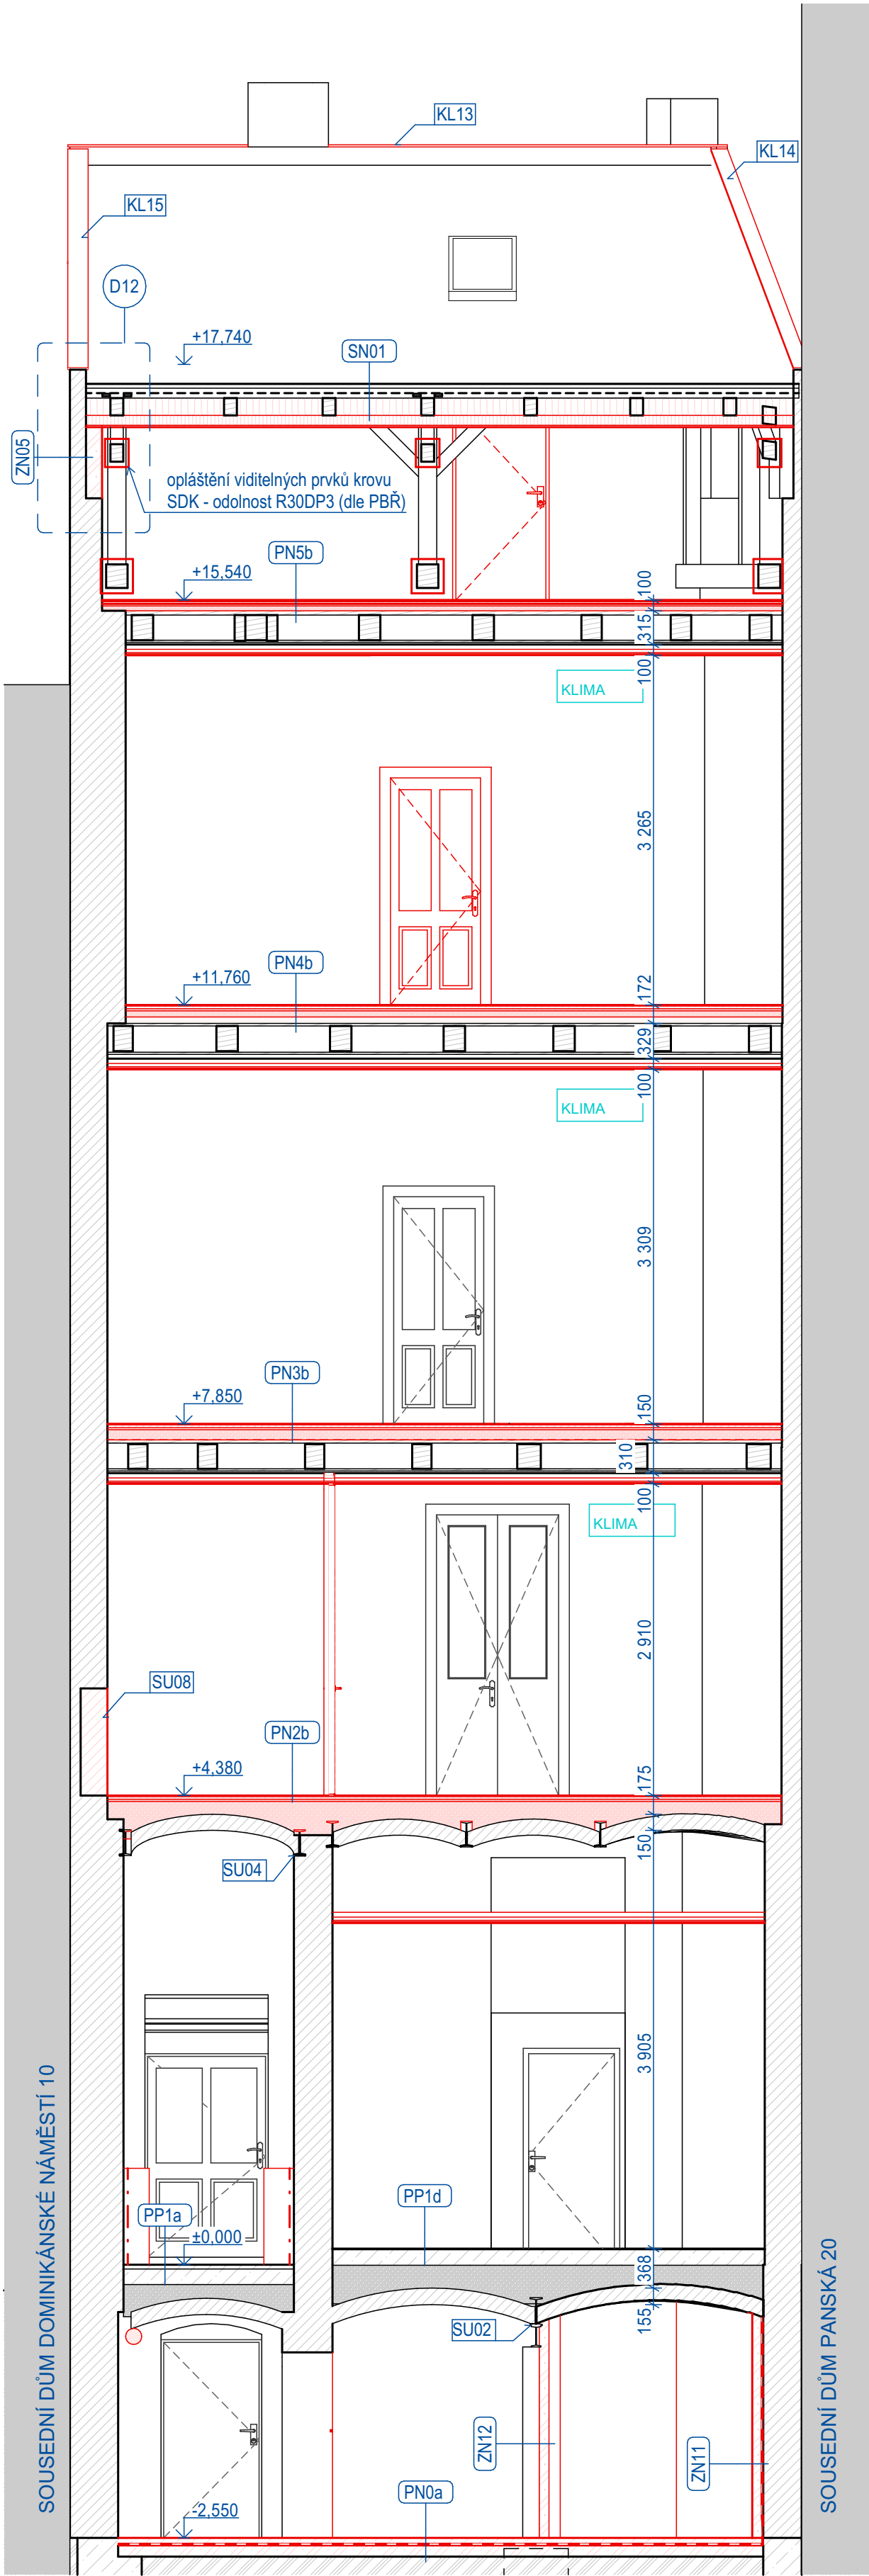 KL13
KL14
KL15
D12
+17,740
SN01
ZN05
opláštění viditelných prvků krovu
SDK - odolnost R30DP3 (dle PBŘ)
PN5b
+15,540
100
315
100
KLIMA
3 265
PN4b
+11,760
172
329
100
KLIMA
3 309
PN3b
+7,850
150
310
100
KLIMA
2 910
SU08
PN2b
+4,380
175
150
SU04
3 905
PP1d
PP1a
±0,000
368
155
SU02
ZN12
ZN11
PN0a
-2,550
SOUSEDNÍ DŮM DOMINIKÁNSKÉ NÁMĚSTÍ 10
SOUSEDNÍ DŮM PANSKÁ 20